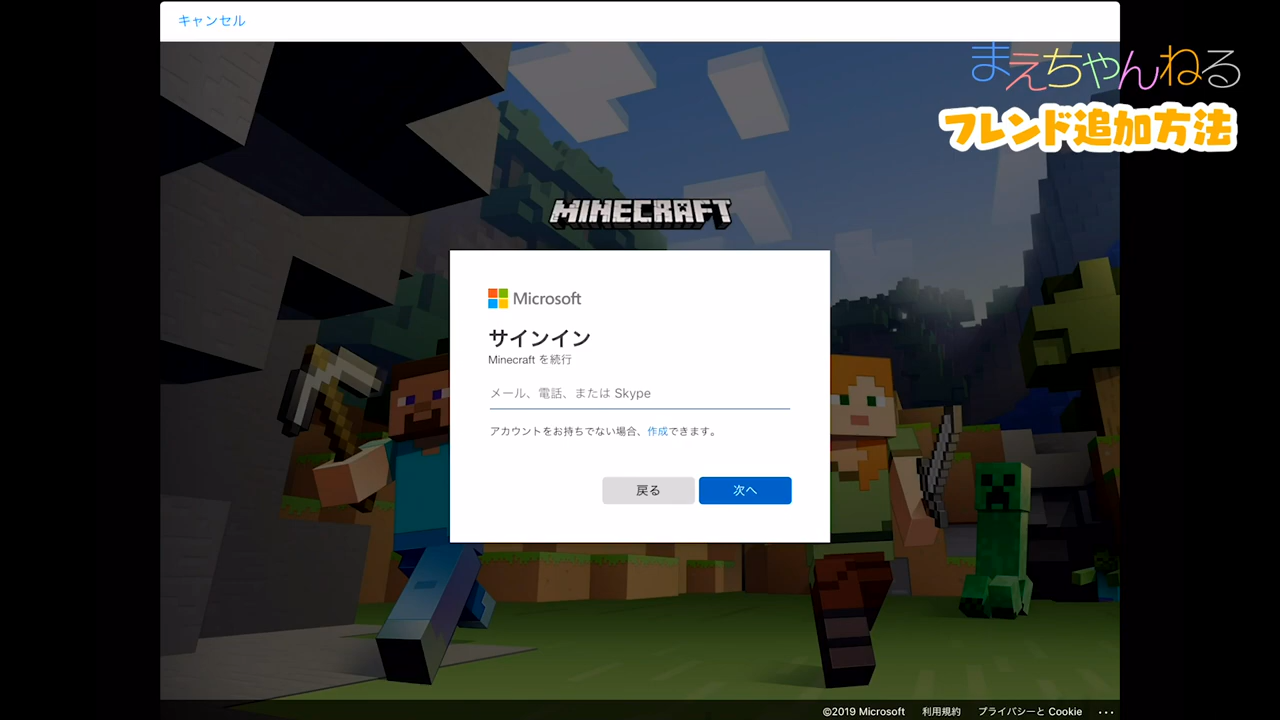 キャンセル
まえちゃんねる
フレンド追加方法
MINECRAFT
Microsoft
サインイン
Minecraft を続行
メール、電話、または Skype
アカウントをお持ちでない場合、作成できます。
戻る
次へ
©2019 Microsoft 利用規約 プライバシーと Cookie ...